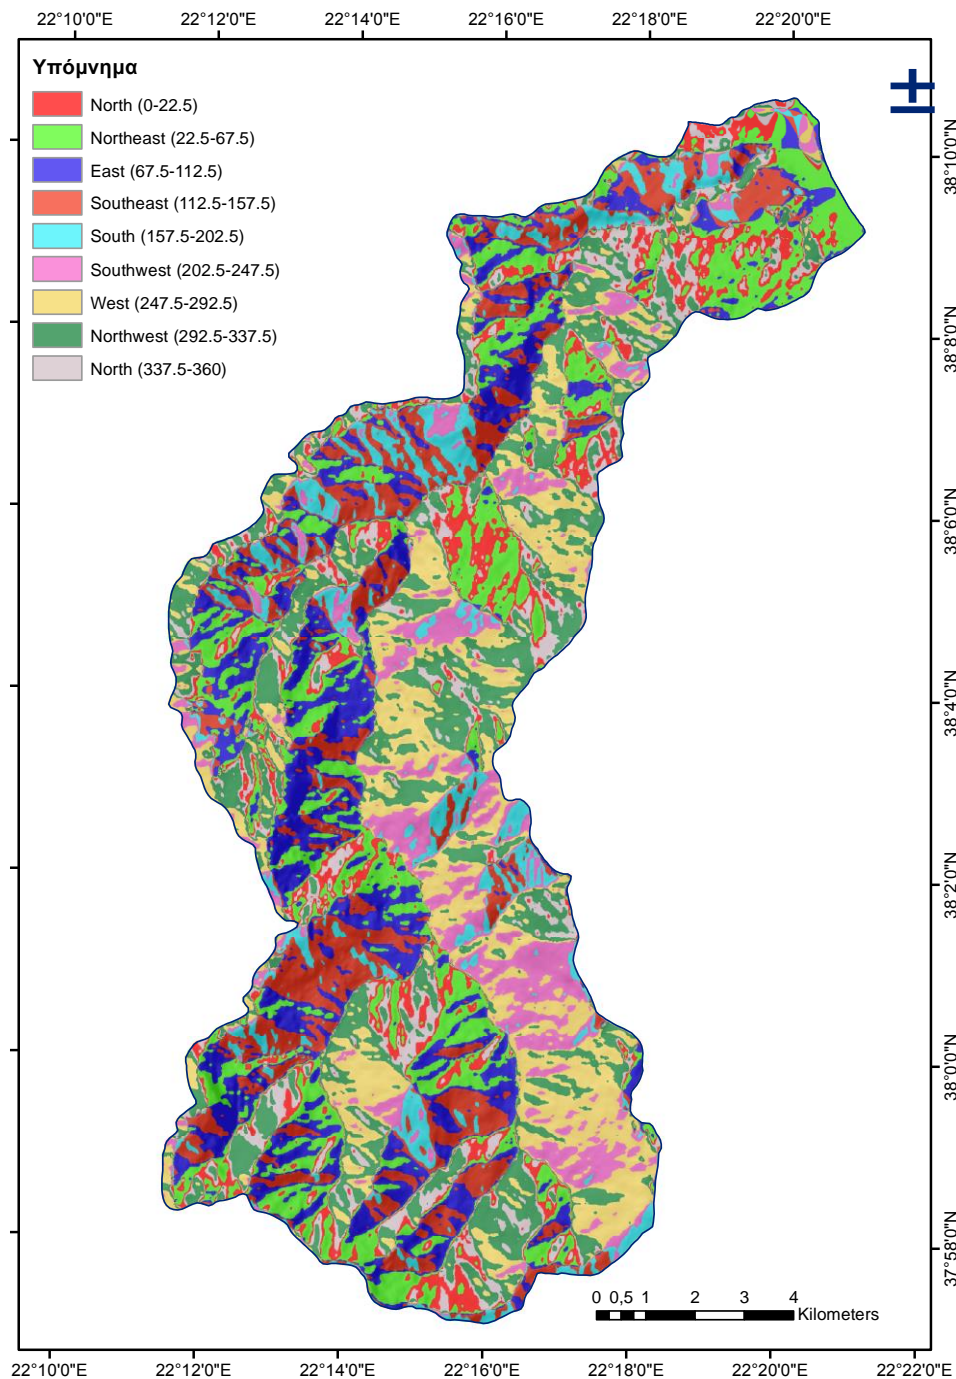 22°10'0"E 22°12'0"E 22°14'0"E 22°16'0"E 22°18'0"E 22°20'0"E
Υπόμνημα
North (0-22.5)
Northeast (22.5-67.5)
East (67.5-112.5)
Southeast (112.5-157.5)
South (157.5-202.5)
Southwest (202.5-247.5)
West (247.5-292.5)
Northwest (292.5-337.5)
North (337.5-360)
38°10'0"N
38°8'0"N
38°6'0"N
38°4'0"N
38°2'0"N
38°0'0"N
37°58'0"N
0 0,5 1 2 3 4
Kilometers
22°10'0"E 22°12'0"E 22°14'0"E 22°16'0"E 22°18'0"E 22°20'0"E 22°22'0"E